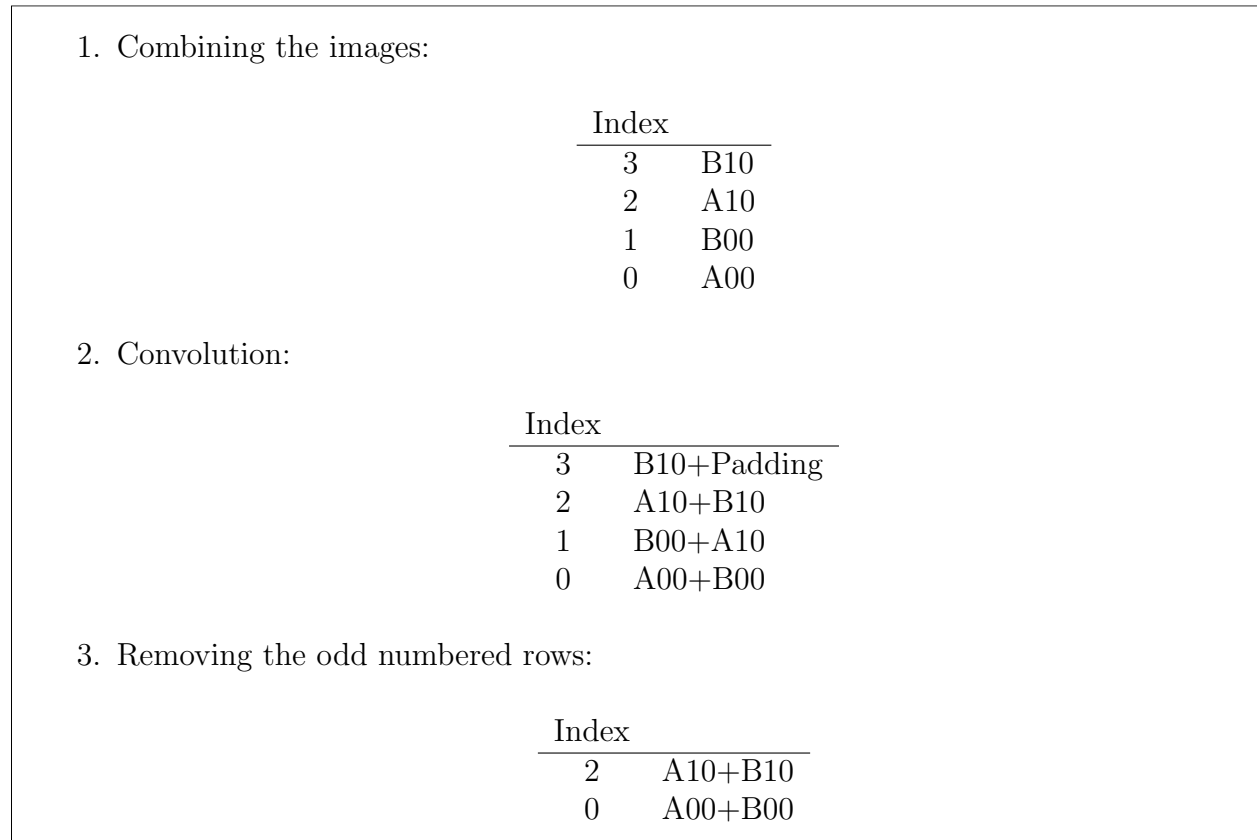 1. Combining the images:
Index
3 B10
2 A10
1 B00
0 A00
2. Convolution:
Index
3 B10+Padding
2 A10+B10
1 B00+A10
0 A00+B00
3. Removing the odd numbered rows:
Index
2 A10+B10
0 A00+B00